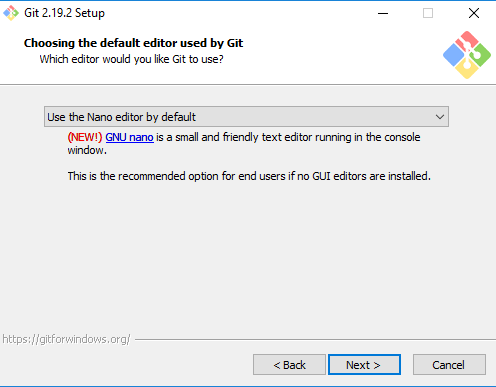 Git 2.19.2 Setup
Choosing the default editor used by Git
Which editor would you like Git to use?
Use the Nano editor by default
(NEW!) GNU nano is a small and friendly text editor running in the console
window.
This is the recommended option for end users if no GUI editors are installed.
https://gitforwindows.org/
< Back
Next >
Cancel